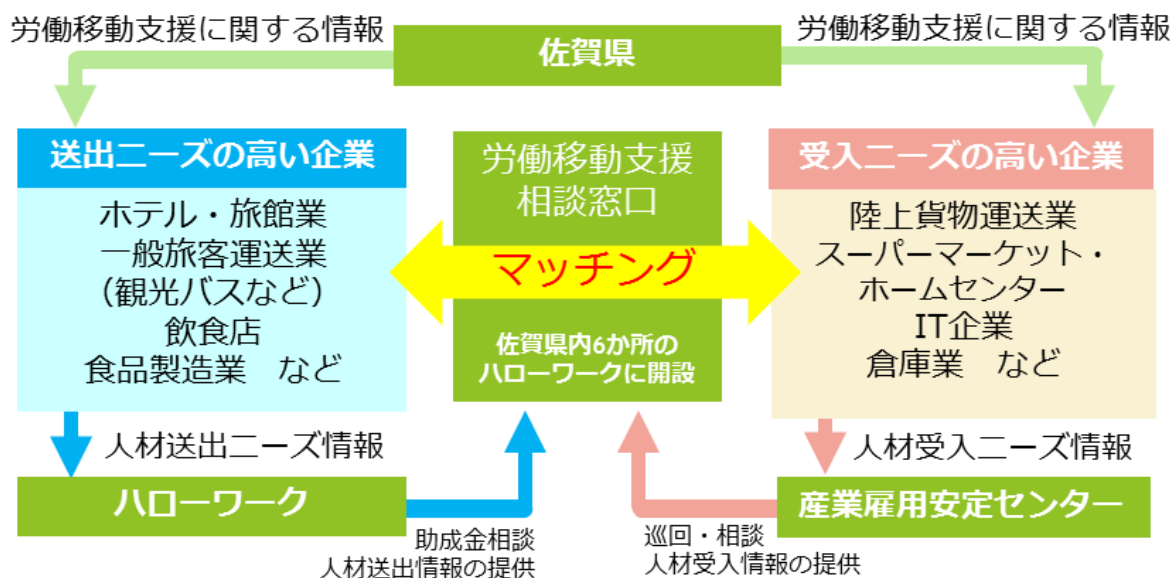 労働移動支援に関する情報
佐賀県
労働移動支援に関する情報
送出ニーズの高い企業
ホテル・旅館業
一般旅客運送業
(観光バスなど)
飲食店
食品製造業　など
労働移動支援
相談窓口
マッチング
佐賀県内6か所の
ハローワークに開設
受入ニーズの高い企業
陸上貨物運送業
スーパーマーケット・
ホームセンター
IT企業
倉庫業　など
人材送出ニーズ情報
ハローワーク
助成金相談
人材送出情報の提供
人材受入ニーズ情報
産業雇用安定センター
巡回・相談
人材受入情報の提供